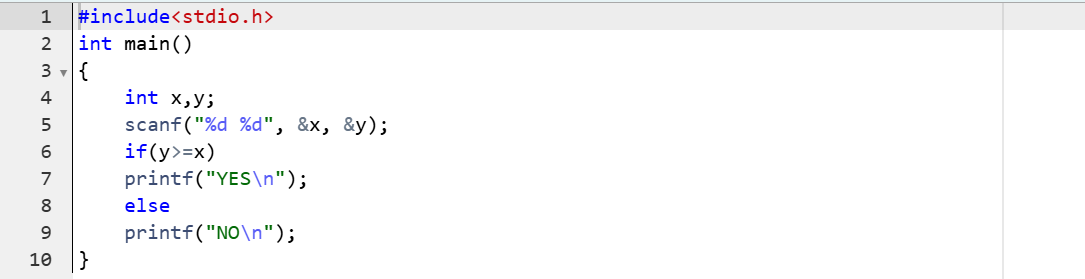 1 #include<stdio.h>
2 int main()
3 {
4 int x,y;
5 scanf("%d %d", &x, &y);
6 if(y>=x)
7 printf("YES\n");
8 else
9 printf("NO\n");
10 }